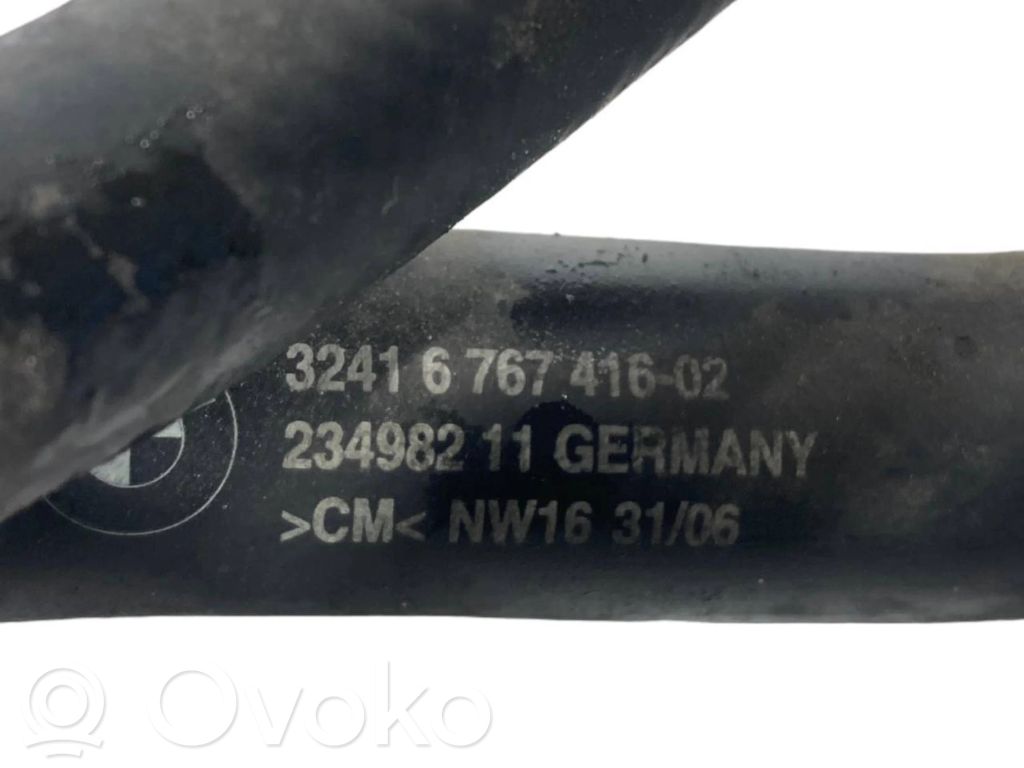 3241 6 767 416-02
234982 11 GERMANY
>CM< NW16 31/06
Ovoko